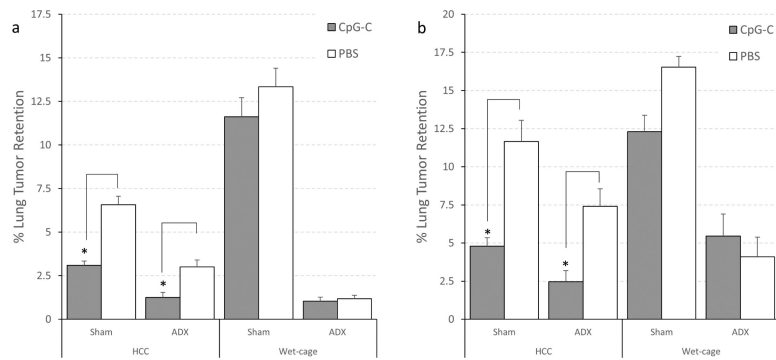 a
% Lung Tumor Retention
17.5
15
12.5
10
7.5
5
2.5
0
CpG-C
PBS
*
*
Sham
ADX
Sham
ADX
HCC
Wet-cage
b
% Lung Tumor Retention
20
17.5
15
12.5
10
7.5
5
2.5
0
CpG-C
PBS
*
*
Sham
ADX
Sham
ADX
HCC
Wet-cage